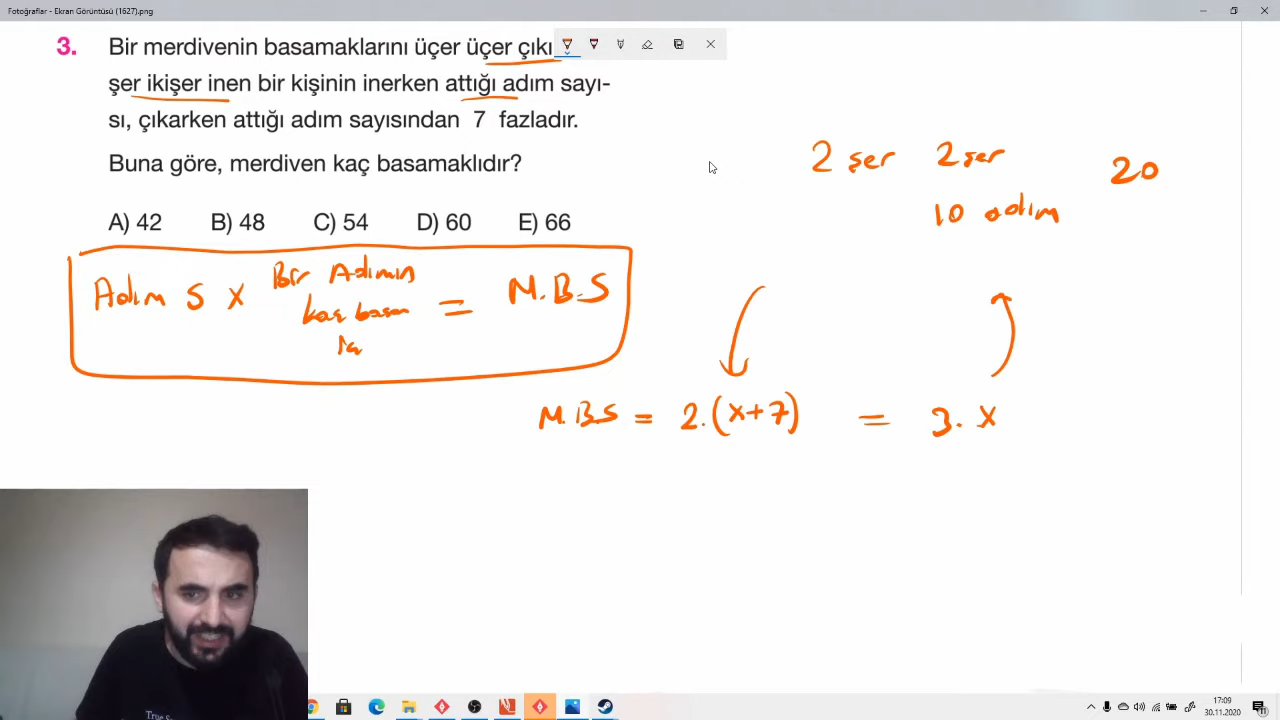 Fotoğraflar - Ekran Görüntüsü (1627).png
3. Bir merdivenin basamaklarını üçer üçer çıkı
şer ikişer inen bir kişinin inerken attığı adım sayı-
sı, çıkarken attığı adım sayısından 7 fazladır.
Buna göre, merdiven kaç basamaklıdır?
A) 42 B) 48 C) 54 D) 60 E) 66
2 şer 2 şer 20
10 adım
Adım S x Bir Adımın = M.B.S
kaç basam
M.B.S = 2.(x+7) = 3. x
True
17:09
30.11.2020